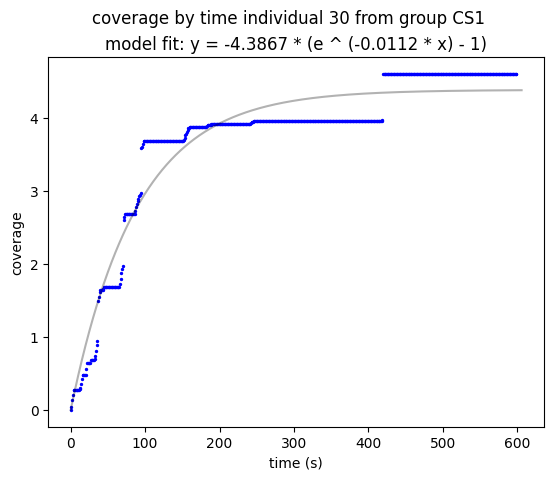 coverage by time individual 30 from group CS1
model fit: y = -4.3867 * (e ^ (-0.0112 * x) - 1)
4
3
2
1
0
coverage
0 100 200 300 400 500 600
time (s)